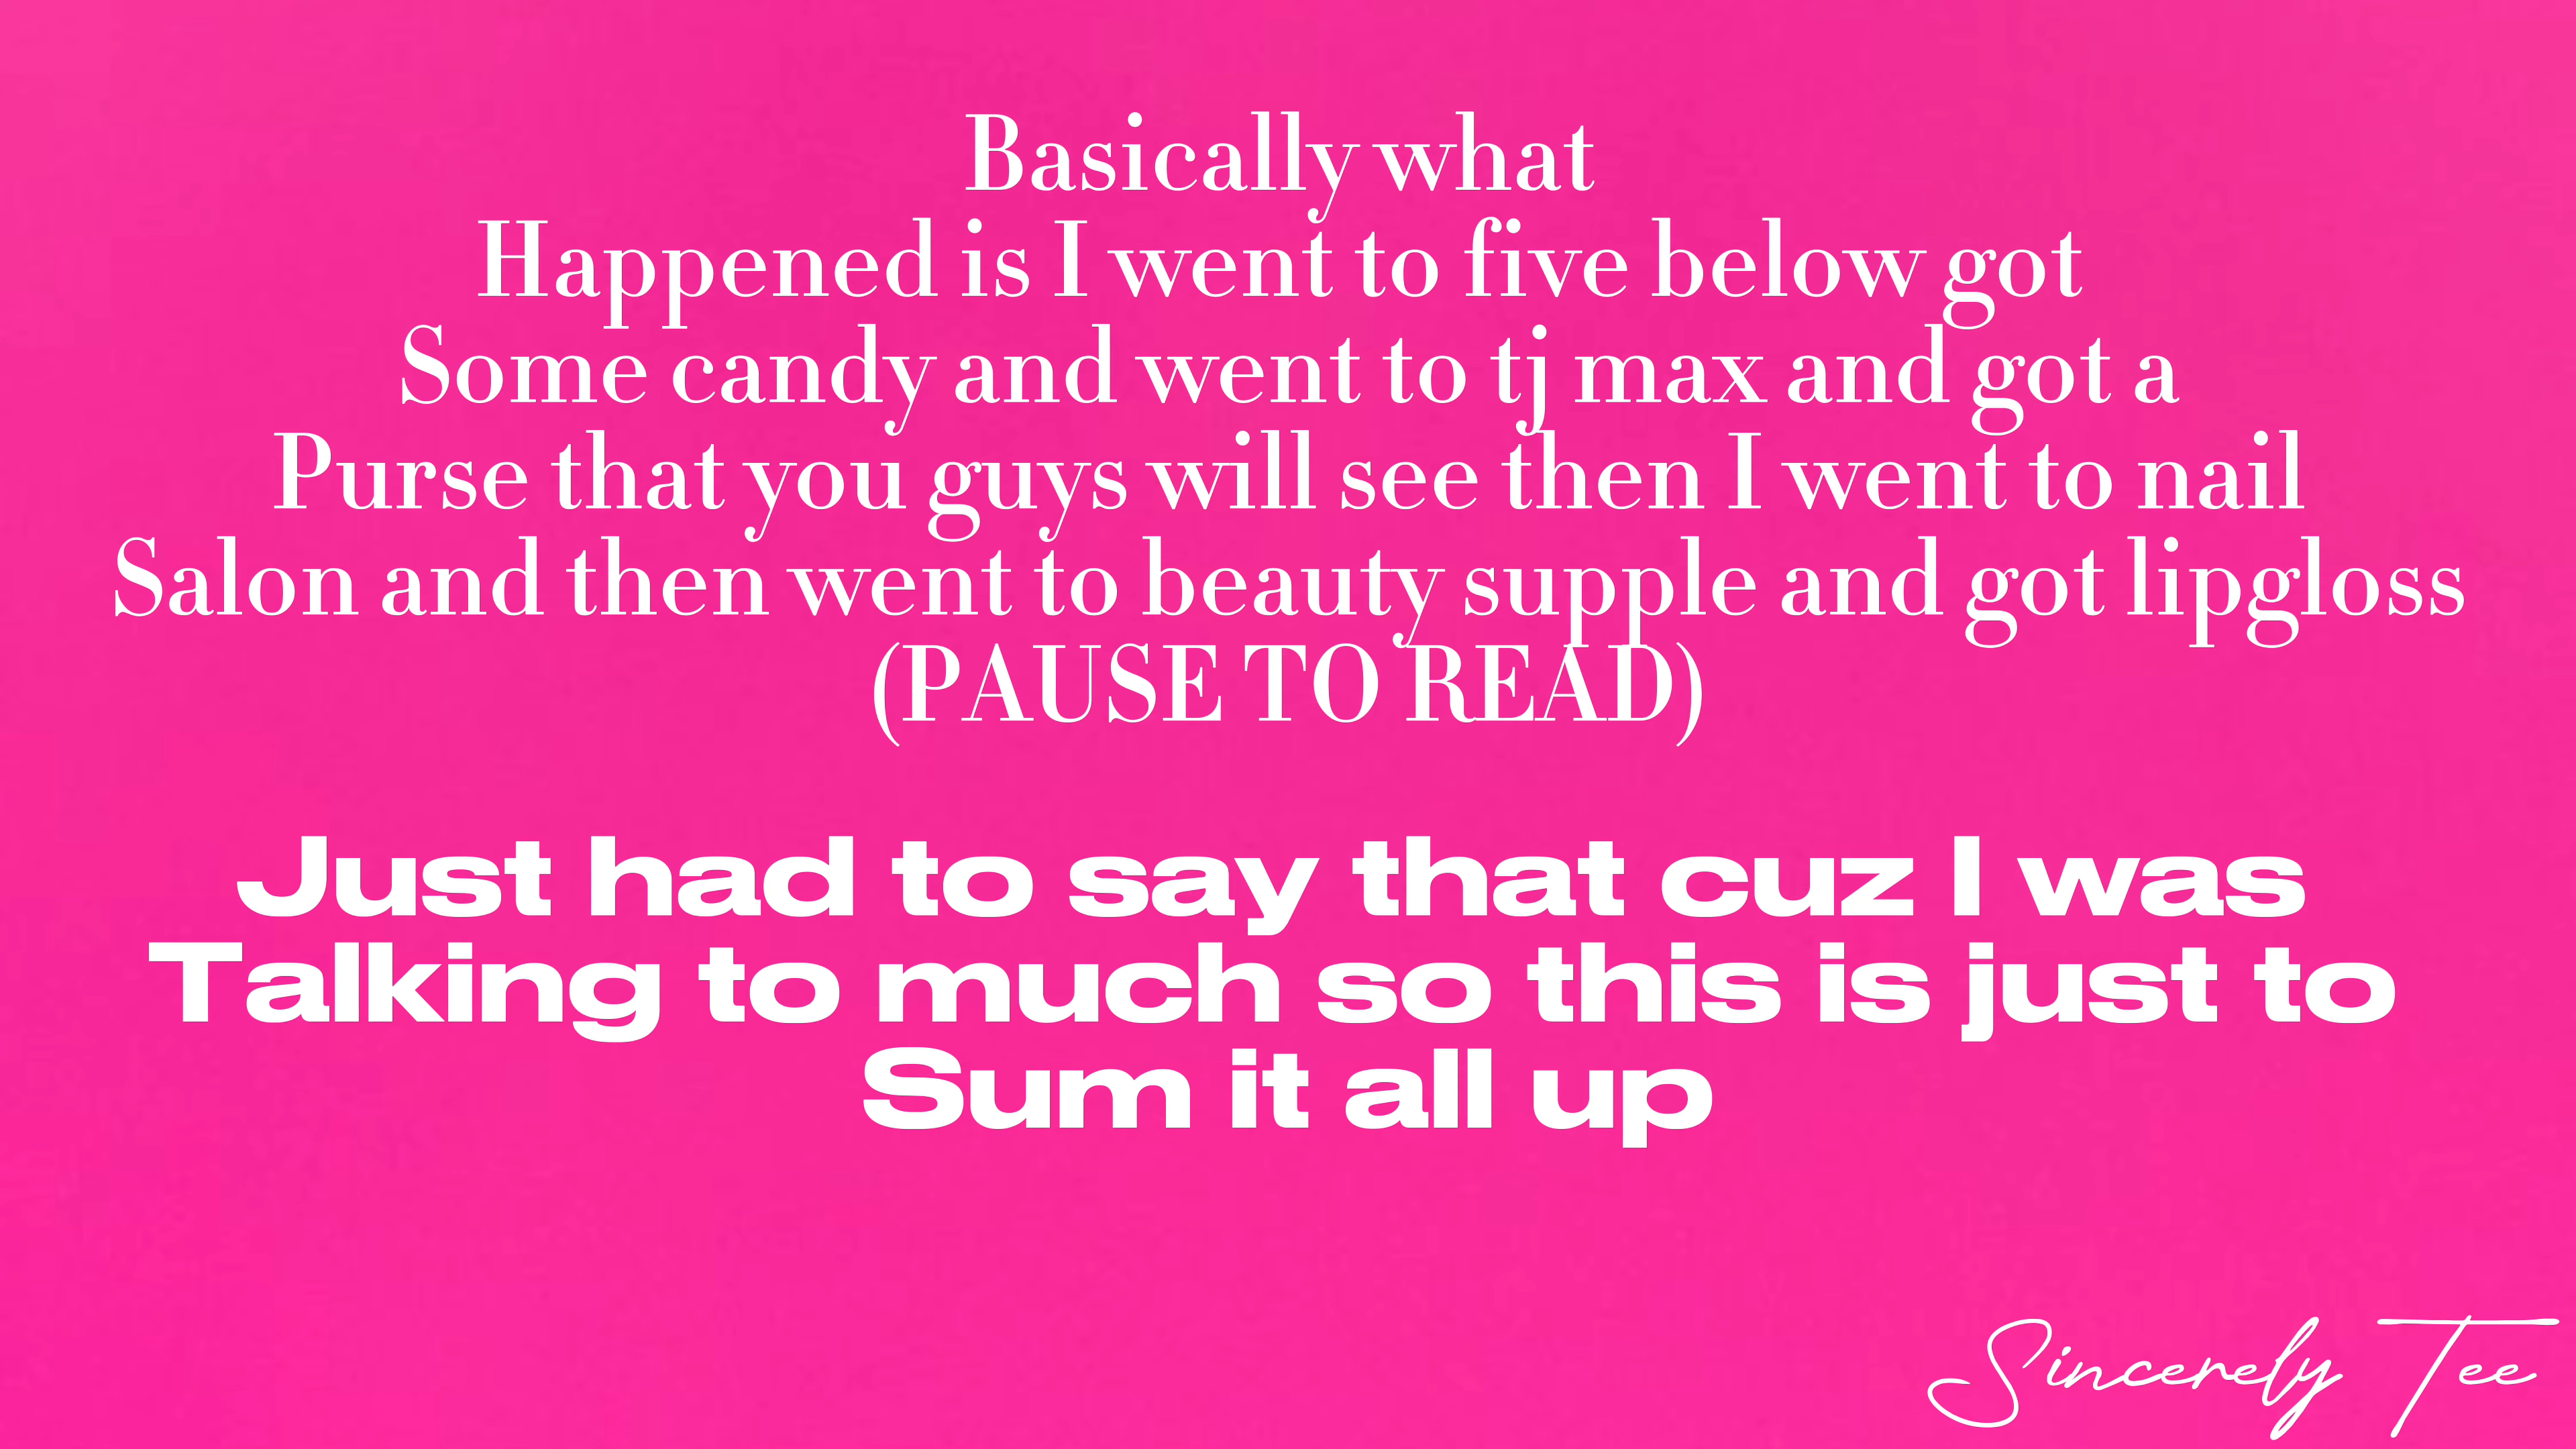 Basically what
Happened is I went to five below got
Some candy and went to tj max and got a
Purse that you guys will see then I went to nail
Salon and then went to beauty supple and got lipgloss
(PAUSE TO READ)
Just had to say that cuz I was
Talking to much so this is just to
Sum it all up
Sincerely Tee